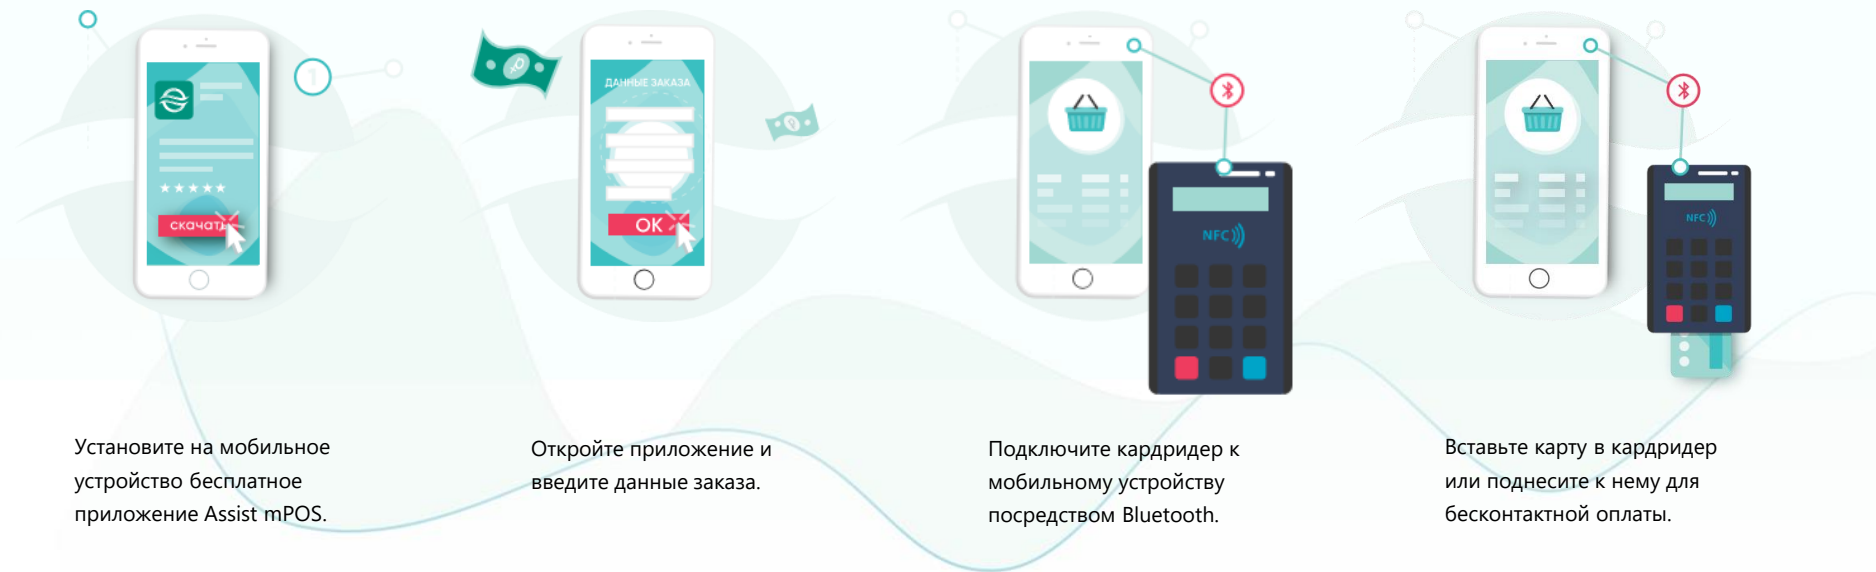 1
скачать
ДАННЫЕ ЗАКАЗА
OK
NFC
NFC
Установите на мобильное
устройство бесплатное
приложение Assist mPOS.
Откройте приложение и
введите данные заказа.
Подключите кардридер к
мобильному устройству
посредством Bluetooth.
Вставьте карту в кардридер
или поднесите к нему для
бесконтактной оплаты.